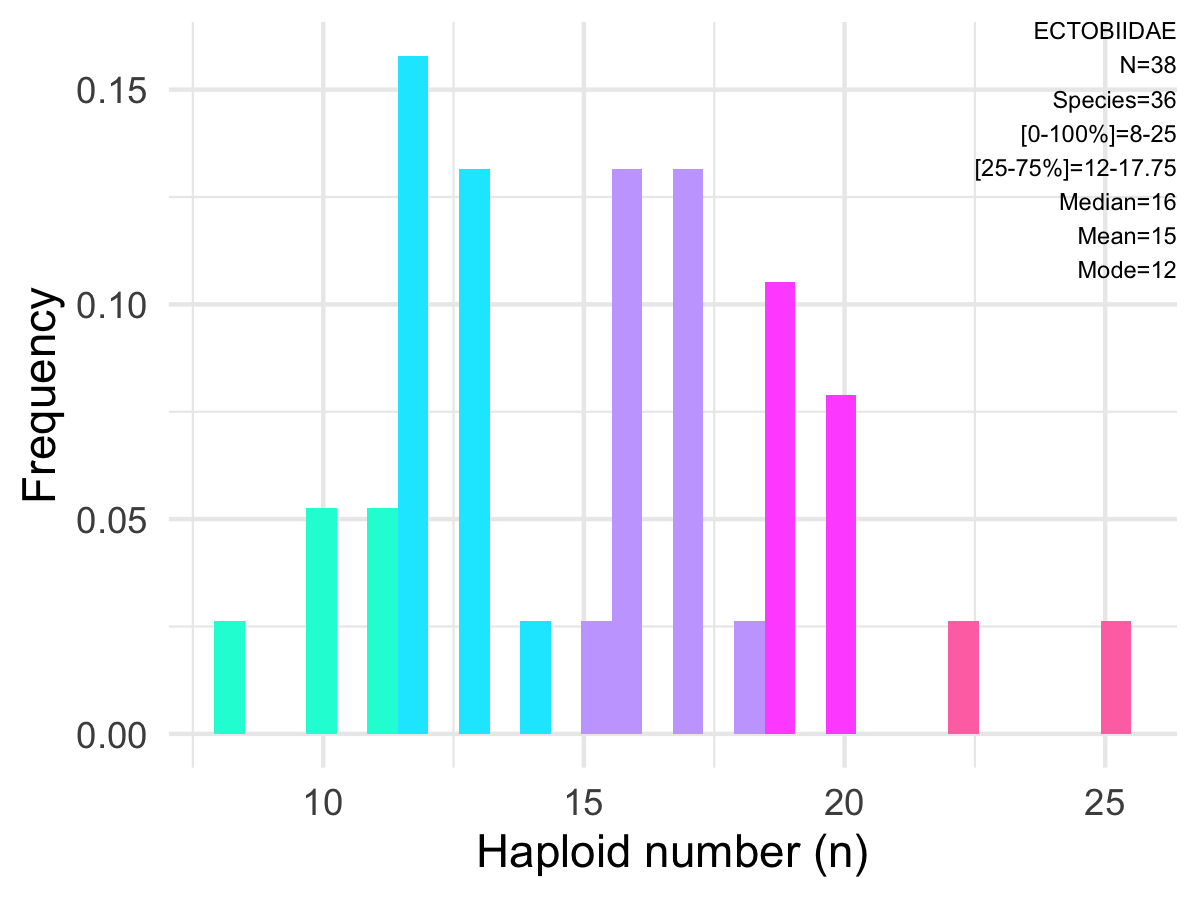 ECTOBIIDAE
N=38
Species=36
[0-100%]=8-25
[25-75%]=12-17.75
Median=16
Mean=15
Mode=12
0.15
0.10
0.05
0.00
Frequency
10 15 20 25
Haploid number (n)